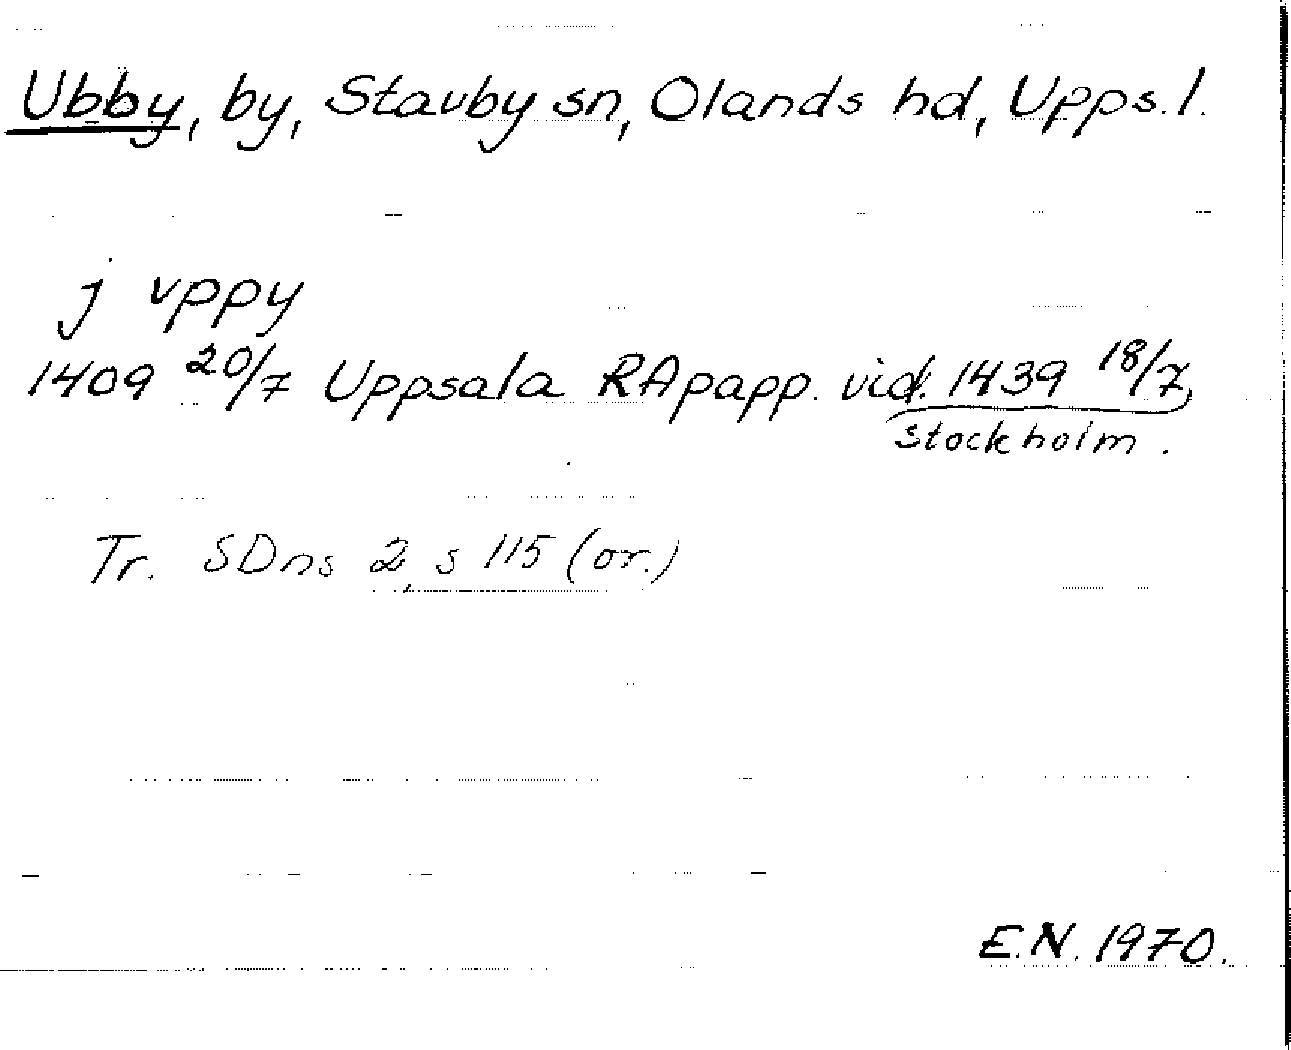 Ubby, by, Stavby sn, Olands hd, Upps. l.
j vppy
1409 20/7 Uppsala RApapp. vid. 1439 18/7
Stockholm.
Tr. SDns 2, s 115 (or.)
E.N. 1970.